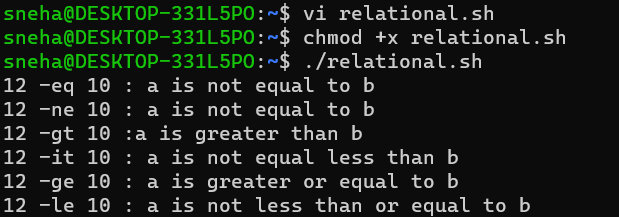 sneha@DESKTOP-331L5PO:~$ vi relational.sh
sneha@DESKTOP-331L5PO:~$ chmod +x relational.sh
sneha@DESKTOP-331L5PO:~$ ./relational.sh
12 -eq 10 : a is not equal to b
12 -ne 10 : a is not equal to b
12 -gt 10 :a is greater than b
12 -it 10 : a is not equal less than b
12 -ge 10 : a is greater or equal to b
12 -le 10 : a is not less than or equal to b